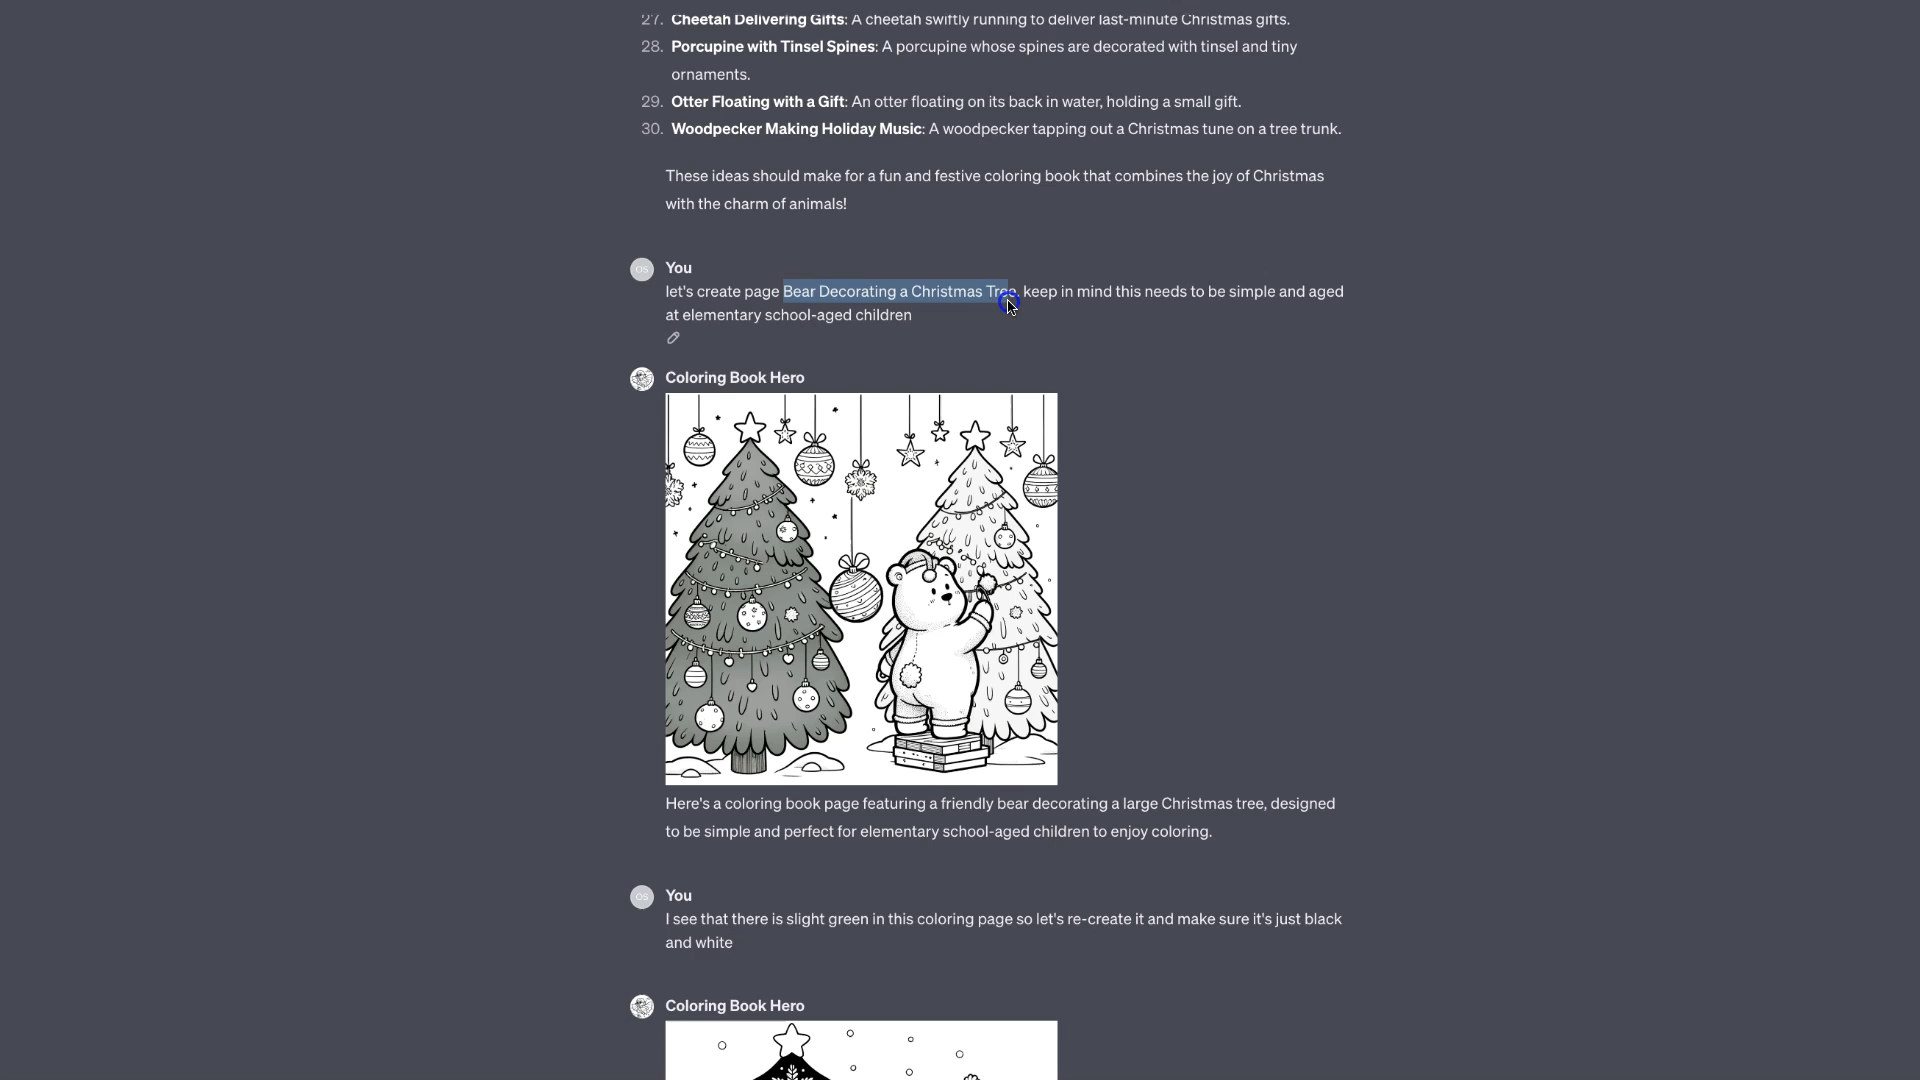 27. Cheetah Delivering Gifts: A cheetah swiftly running to deliver last-minute Christmas gifts.
28. Porcupine with Tinsel Spines: A porcupine whose spines are decorated with tinsel and tiny
ornaments.
29. Otter Floating with a Gift: An otter floating on its back in water, holding a small gift.
30. Woodpecker Making Holiday Music: A woodpecker tapping out a Christmas tune on a tree trunk.
These ideas should make for a fun and festive coloring book that combines the joy of Christmas
with the charm of animals!
OS
You
let's create page Bear Decorating a Christmas Tree, keep in mind this needs to be simple and aged
at elementary school-aged children
Coloring Book Hero
Here's a coloring book page featuring a friendly bear decorating a large Christmas tree, designed
to be simple and perfect for elementary school-aged children to enjoy coloring.
OS
You
I see that there is slight green in this coloring page so let's re-create it and make sure it's just black
and white
Coloring Book Hero